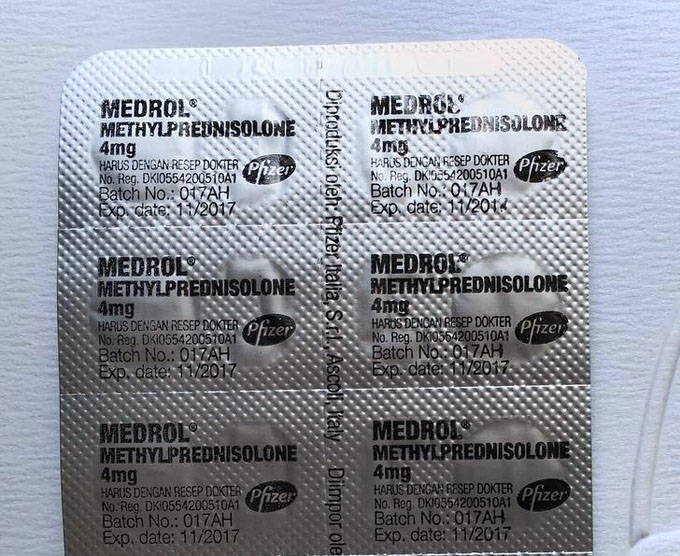 MEDROL®
METHYLPREDNISOLONE
4mg
HARUS DENGAN RESEP DOKTER
No. Reg. DKI0554200510A1
Batch No.: 017AH
Exp. date: 11/2017
Pfizer
MEDROL®
METHYLPREDNISOLONE
4mg
HARUS DENGAN RESEP DOKTER
No. Reg. DKI0554200510A1
Batch No.: 017AH
Exp. date:
Pfizer
Diproduksi oleh: Pfizer Italia, S.r.l., Ascoli, Italy Diimpor ole
MEDROL®
METHYLPREDNISOLONE
4mg
HARUS DENGAN RESEP DOKTER
No. Reg. DKI0554200510A1
Batch No.: 017AH
Exp. date: 11/2017
Pfizer
MEDROL®
METHYLPREDNISOLONE
4mg
HARUS DENGAN RESEP DOKTER
No. Reg. DKI0554200510A1
Batch No.: 017AH
Exp. date: 11/2017
Pfizer
MEDROL®
METHYLPREDNISOLONE
4mg
HARUS DENGAN RESEP DOKTER
No. Reg. DKI0554200510A1
Batch No.: 017AH
Exp. date: 11/2017
Pfizer
MEDROL®
METHYLPREDNISOLONE
4mg
HARUS DENGAN RESEP DOKTER
No. Reg. DKI0554200510A1
Batch No.: 017AH
Exp. date: 11/2017
Pfizer